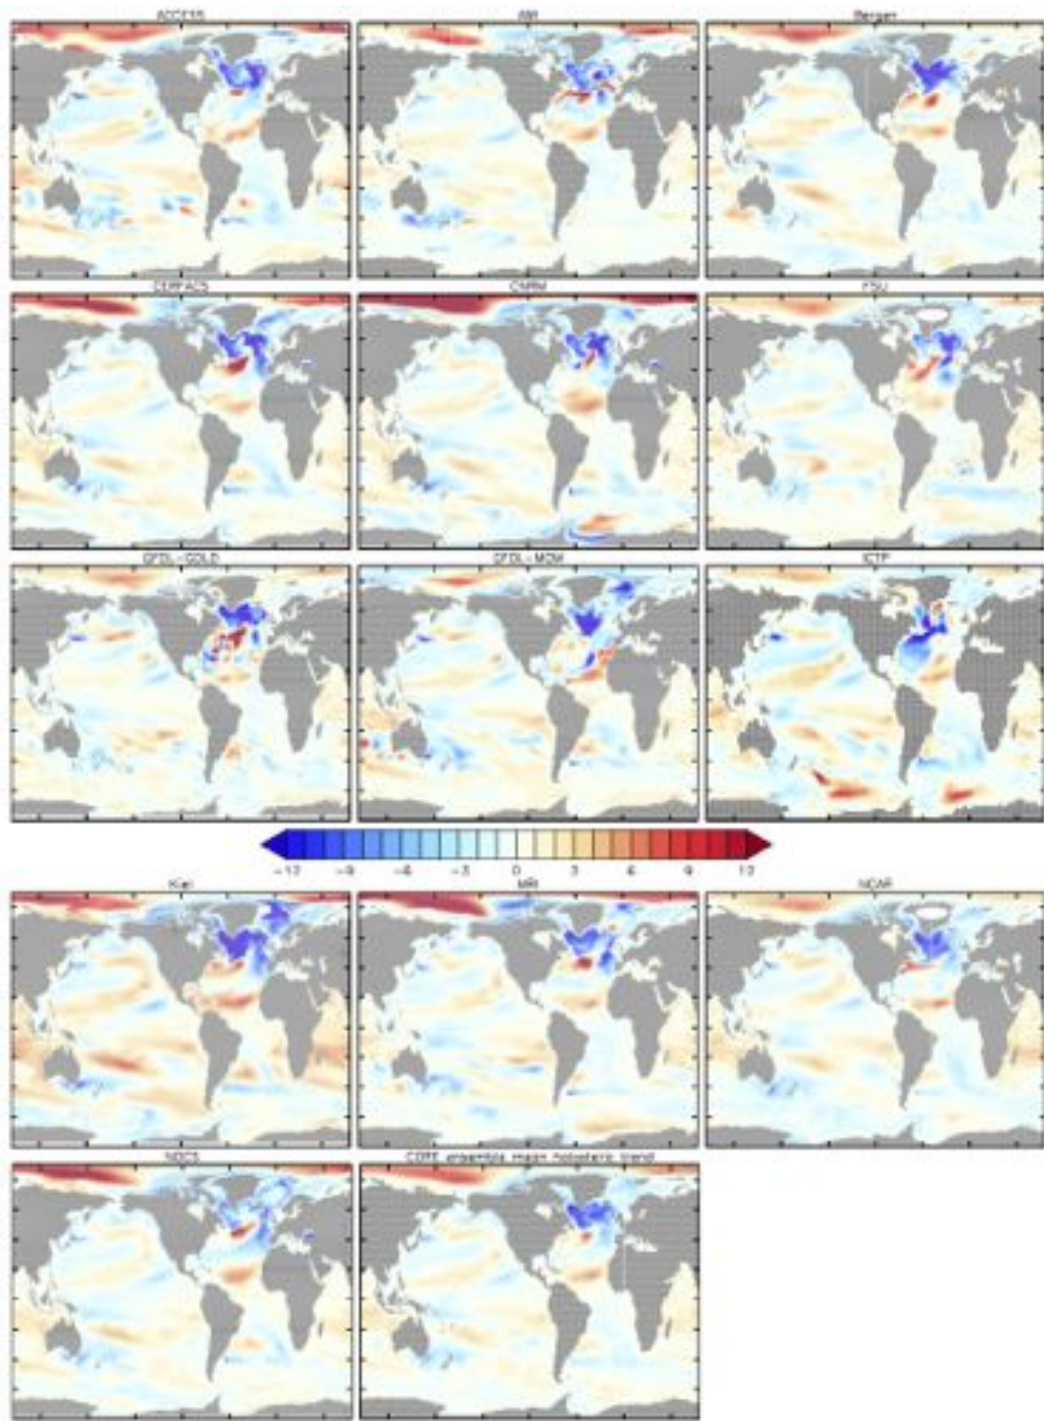 ACCESS
AWI
Bergen
CERFACS
CNRM
FSU
GFDL-GOLD
GFDL-MOM
ICTP
-12 -9 -6 -3 0 3 6 9 12
Kiel
MRI
NCAR
NOCS
CORE ensemble mean halosteric trend